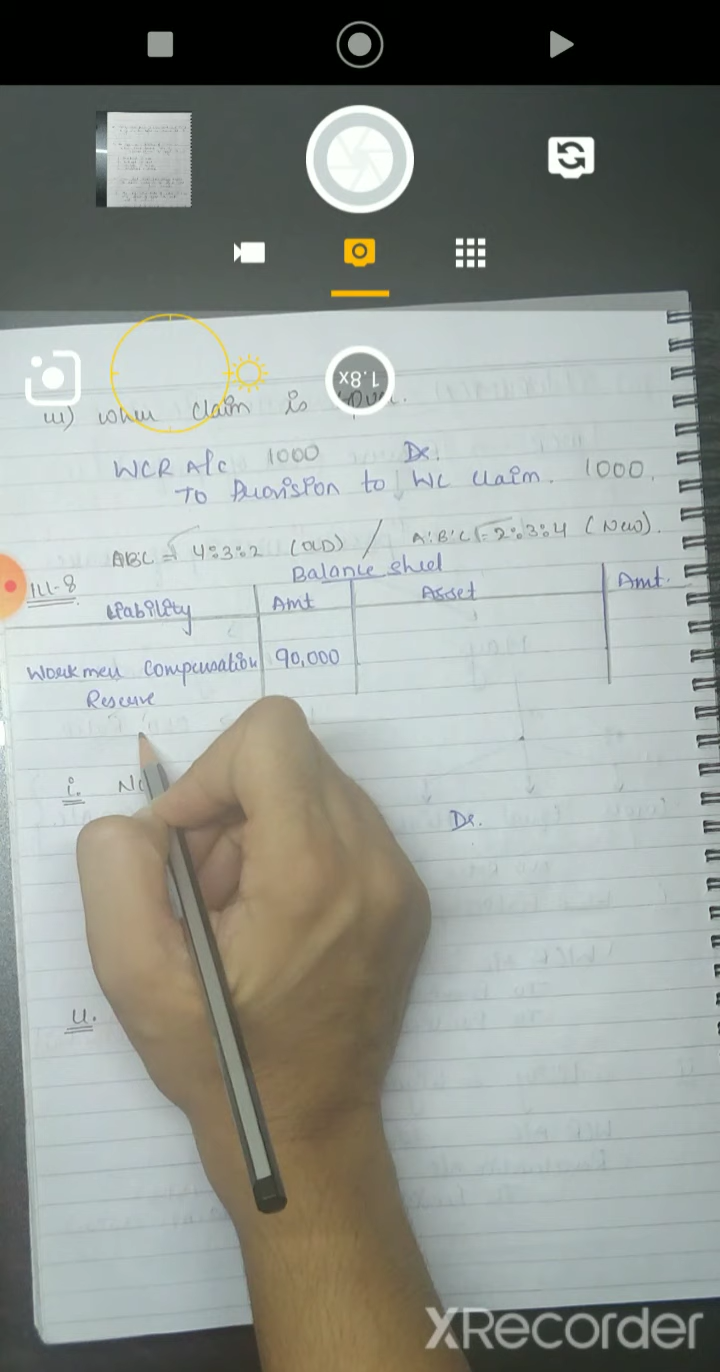 1.8x
iii) when claim is
WCR A/c 1000 Dr.
To Provision to WC claim. 1000.
ABC = 4:3:2 (OLD) / A:B:C = 2:3:4 (New).
Ill-8 Balance sheet
Liability Amt Asset Amt.
Workmen Compensation 90,000
Reserve
i. No
Dr.
ii.
XRecorder